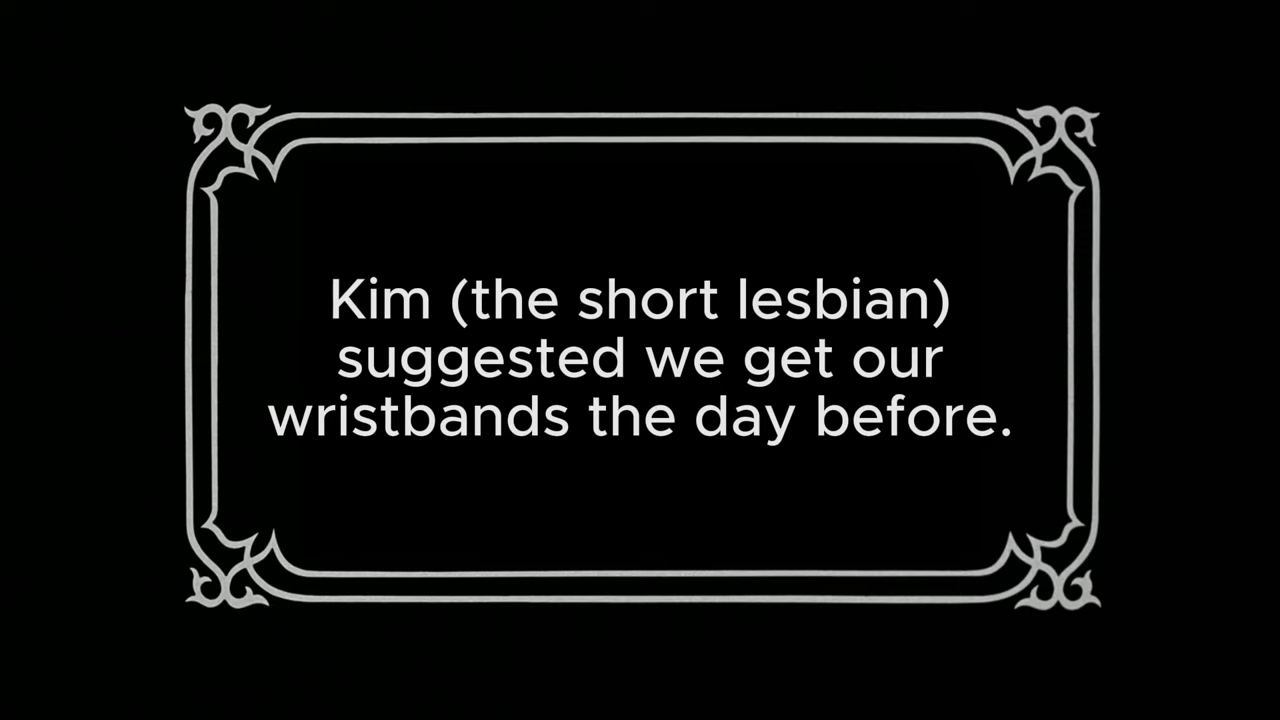 Kim (the short lesbian)
suggested we get our
wristbands the day before.